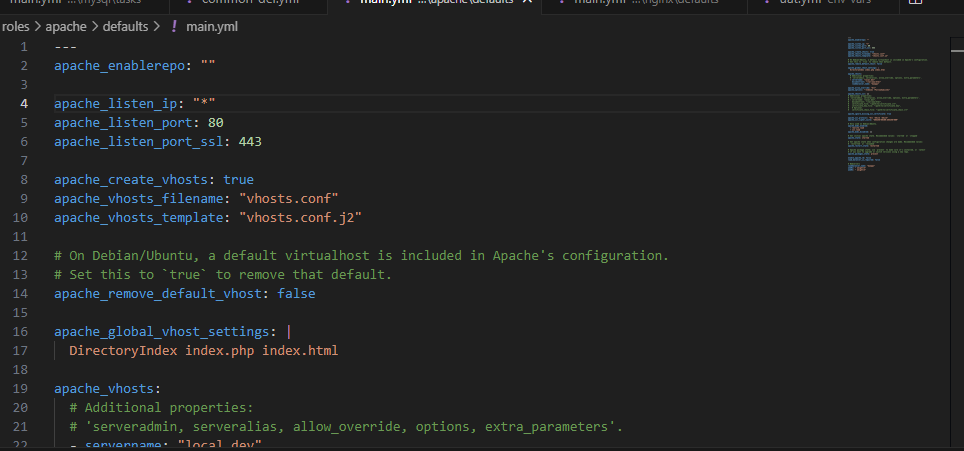 main.yml ...\mysql\tasks common-del.yml main.yml ...\apache\defaults main.yml ...\nginx\defaults env-vars
roles > apache > defaults > ! main.yml
1 ---
2 apache_enablerepo: ""
3
4 apache_listen_ip: "*"
5 apache_listen_port: 80
6 apache_listen_port_ssl: 443
7
8 apache_create_vhosts: true
9 apache_vhosts_filename: "vhosts.conf"
10 apache_vhosts_template: "vhosts.conf.j2"
11
12 # On Debian/Ubuntu, a default virtualhost is included in Apache's configuration.
13 # Set this to `true` to remove that default.
14 apache_remove_default_vhost: false
15
16 apache_global_vhost_settings: |
17 DirectoryIndex index.php index.html
18
19 apache_vhosts:
20 # Additional properties:
21 # 'serveradmin, serveralias, allow_override, options, extra_parameters'.
22 - servername: "local.dev"